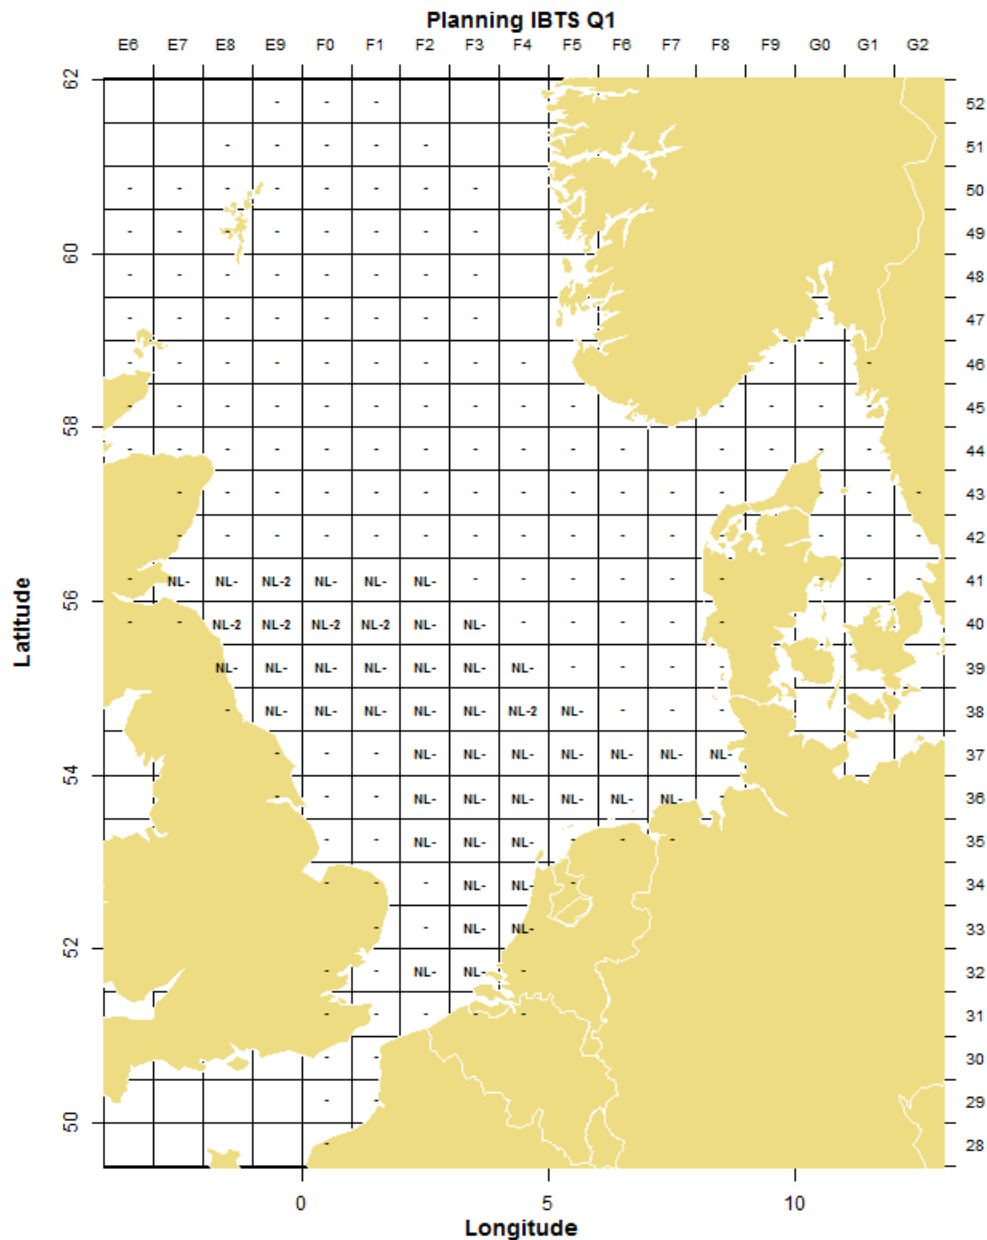 Planning IBTS Q1
E6 E7 E8 E9 F0 F1 F2 F3 F4 F5 F6 F7 F8 F9 G0 G1 G2
62
- - - 52
- - - - - 51
- - - - - - - - 50
- - - - - - - - 49
60
- - - - - - - - 48
- - - - - - - - - 47
- - - - - - - - - - - - 46
- - - - - - - - - - - - - - 45
58
- - - - - - - - - - - - - - - 44
- - - - - - - - - - - - - - - 43
- - - - - - - - - - - - - - - 42
- NL- NL- NL-2 NL- NL- NL- - - - - - - - - - 41
56
- - NL-2 NL-2 NL-2 NL-2 NL- NL- - - - - - 40
NL- NL- NL- NL- NL- NL- NL- - - - - 39
- NL- NL- NL- NL- NL- NL-2 NL- - - - 38
- - - NL- NL- NL- NL- NL- NL- NL- 37
54
- - - NL- NL- NL- NL- NL- NL- - 36
- - NL- NL- NL- - - - 35
- - - NL- NL- - 34
- - NL- NL- 33
52
- - NL- NL- - 32
- - - - - 31
- - 30
- - 29
50
- 28
0 5 10
Latitude
Longitude